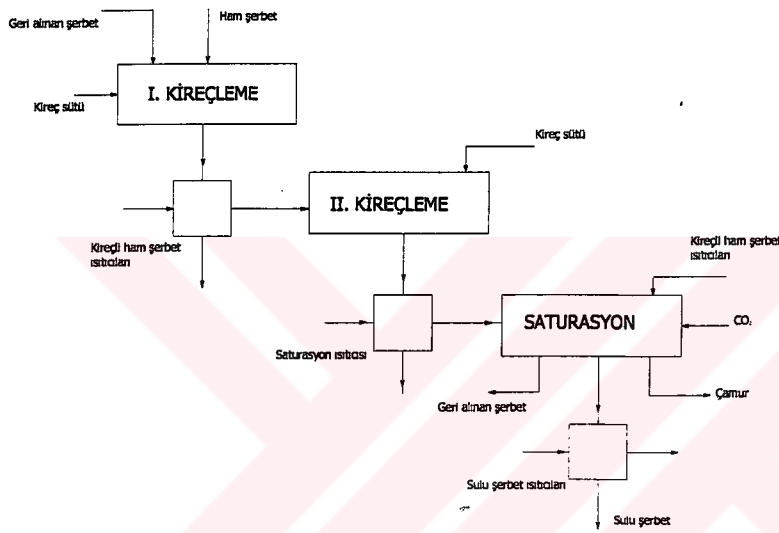 Geri alınan şerbet
Ham şerbet
I. KİREÇLEME
Kireç sütü
Kireç sütü
II. KİREÇLEME
Kireçli ham şerbet
ısıtıcıları
Kireçli ham şerbet
ısıtıcıları
SATURASYON
CO₂
Saturasyon ısıtıcısı
Geri alınan şerbet
Çamur
Sulu şerbet ısıtıcıları
Sulu şerbet